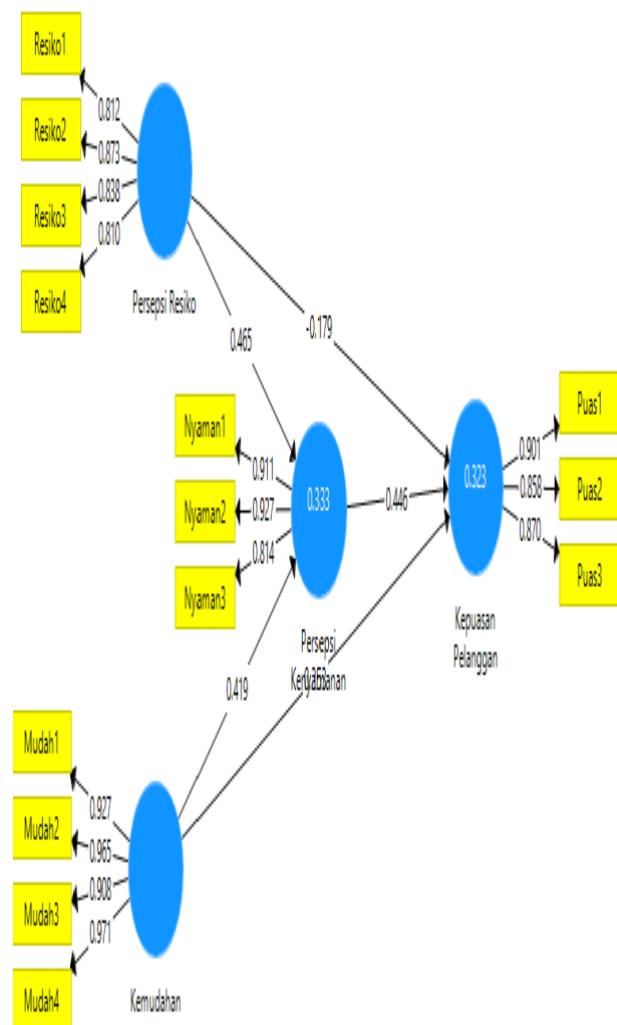 Resiko1
0.812
Resiko2
0.873
Resiko3
0.838
Resiko4
0.810
Persepsi Resiko
-0.179
0.465
Nyaman1
0.911
Nyaman2
0.927
Nyaman3
0.814
0.333
0.446
0.323
Puas1
0.901
Puas2
0.858
Puas3
0.870
Kepuasan
Pelanggan
Persepsi
Kenyamanan
0.419
Mudah1
0.927
Mudah2
0.965
Mudah3
0.908
Mudah4
0.971
Kemudahan